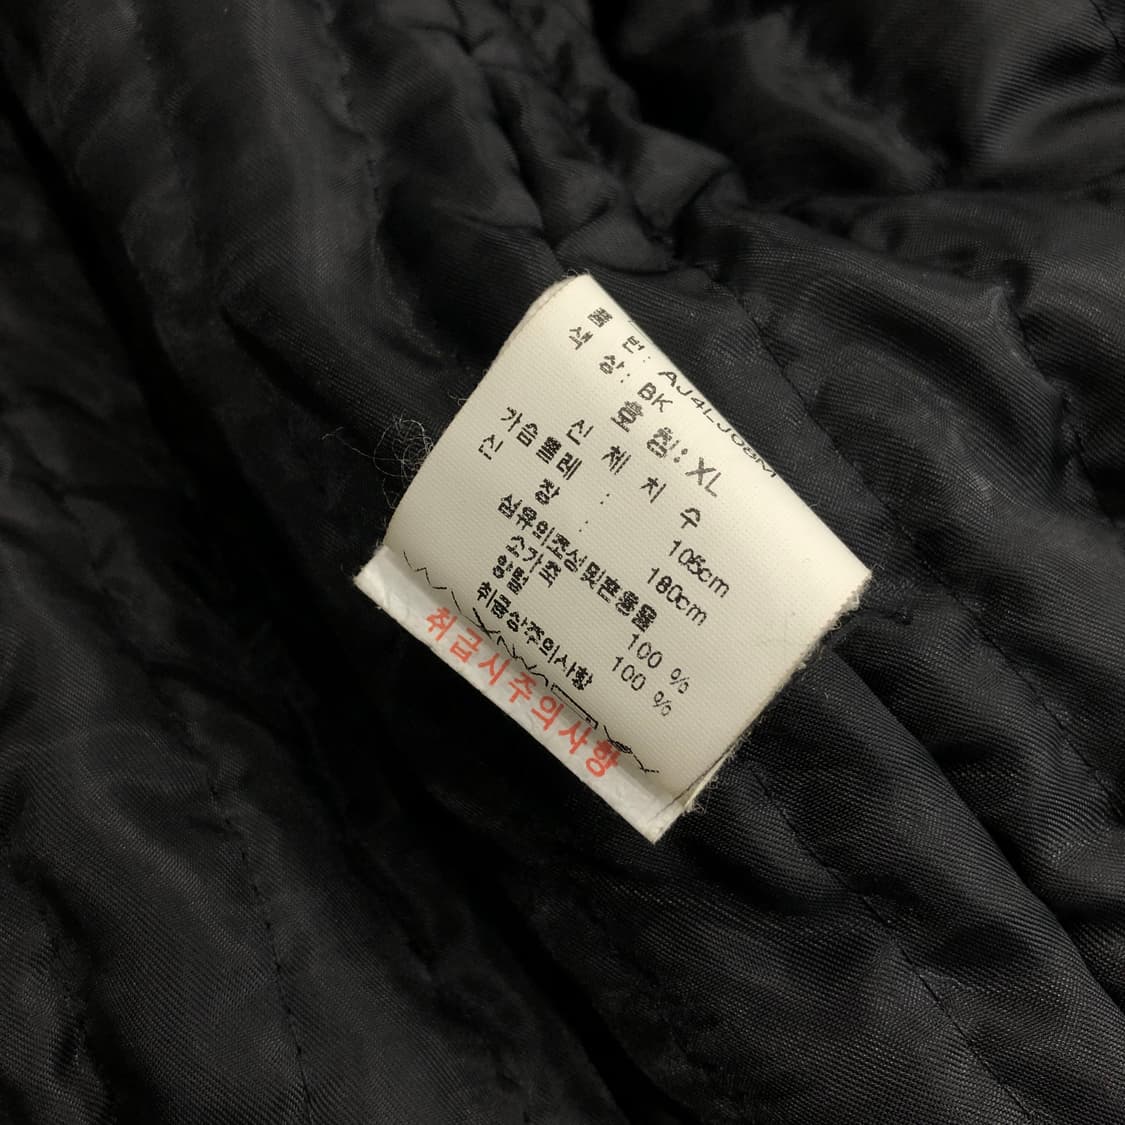 품 번: AJ4LJ08M
색 상: BK
호 칭: XL
신 체 치 수
가슴둘레 : 105cm
신 장 : 180cm
섬유의조성및혼용율
소가죽 100 %
양털 100 %
취급상주의사항
취급시주의사항